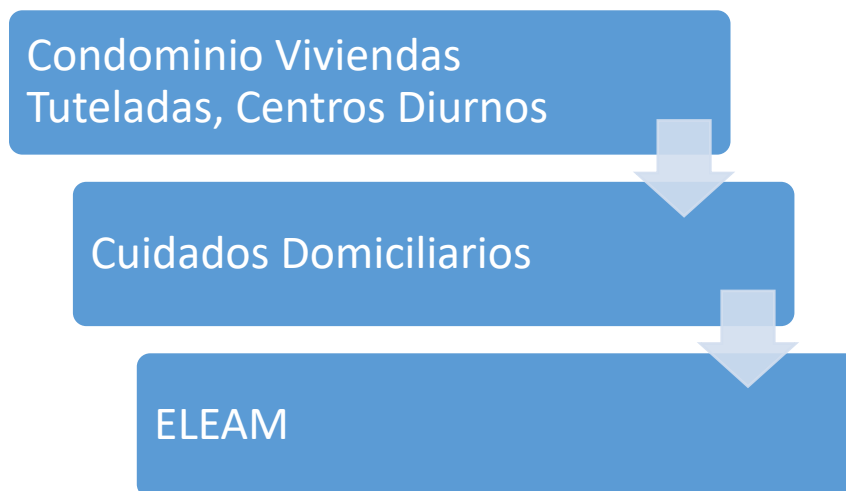 Condominio Viviendas
Tuteladas, Centros Diurnos
Cuidados Domiciliarios
ELEAM